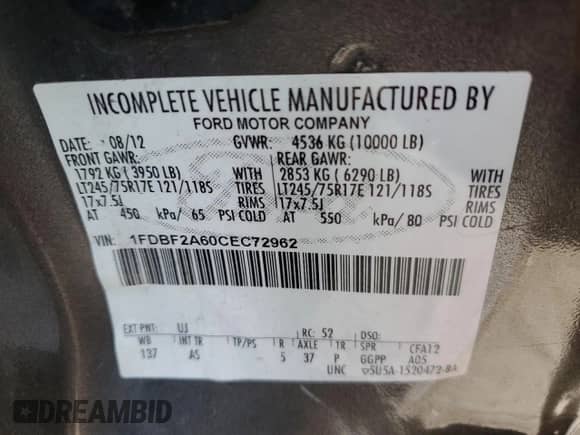 INCOMPLETE VEHICLE MANUFACTURED BY
FORD MOTOR COMPANY
DATE: 08/12 GVWR: 4536 KG (10000 LB)
FRONT GAWR: REAR GAWR:
1792 KG ( 3950 LB) WITH 2853 KG ( 6290 LB) WITH
LT245/75R17E 121/118S TIRES LT245/75R17E 121/118S TIRES
17x7.5J RIMS 17x7.5J RIMS
AT 450 kPa/ 65 PSI COLD AT 550 kPa/ 80 PSI COLD
VIN: 1FDBF2A60CEC72962
EXT PNT: UJ RC: 52 DSO:
WB INT TR TP/PS R AXLE TR SPR CFA12
137 AS 5 37 P GGPP A05
UNC 5U5A-1520472-BA
DREAMBID